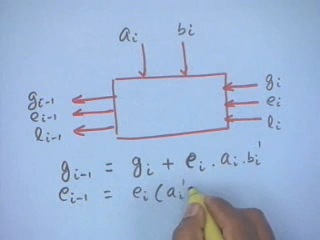 aᵢ bᵢ
gᵢ₋₁ gᵢ
eᵢ₋₁ eᵢ
lᵢ₋₁ lᵢ
gᵢ₋₁ = gᵢ + eᵢ . aᵢ . bᵢ'
eᵢ₋₁ = eᵢ ( aᵢ'